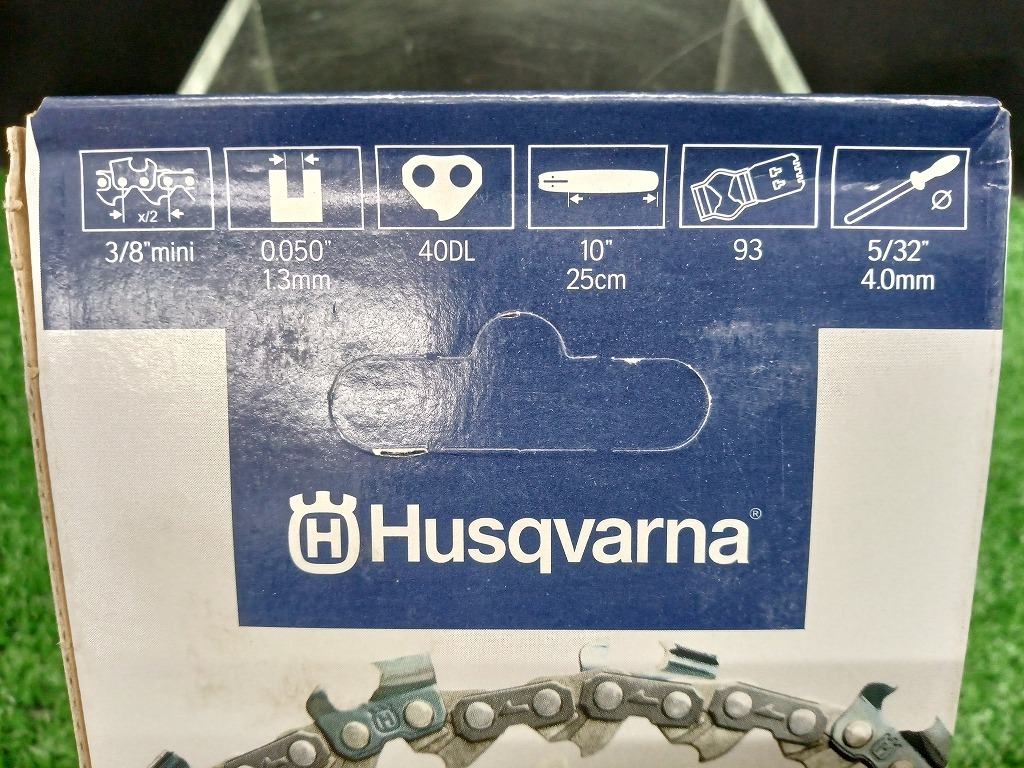 x/2
3/8"mini
0.050"
1.3mm
40DL
10"
25cm
93
5/32"
4.0mm
Ø
H Husqvarna®
H